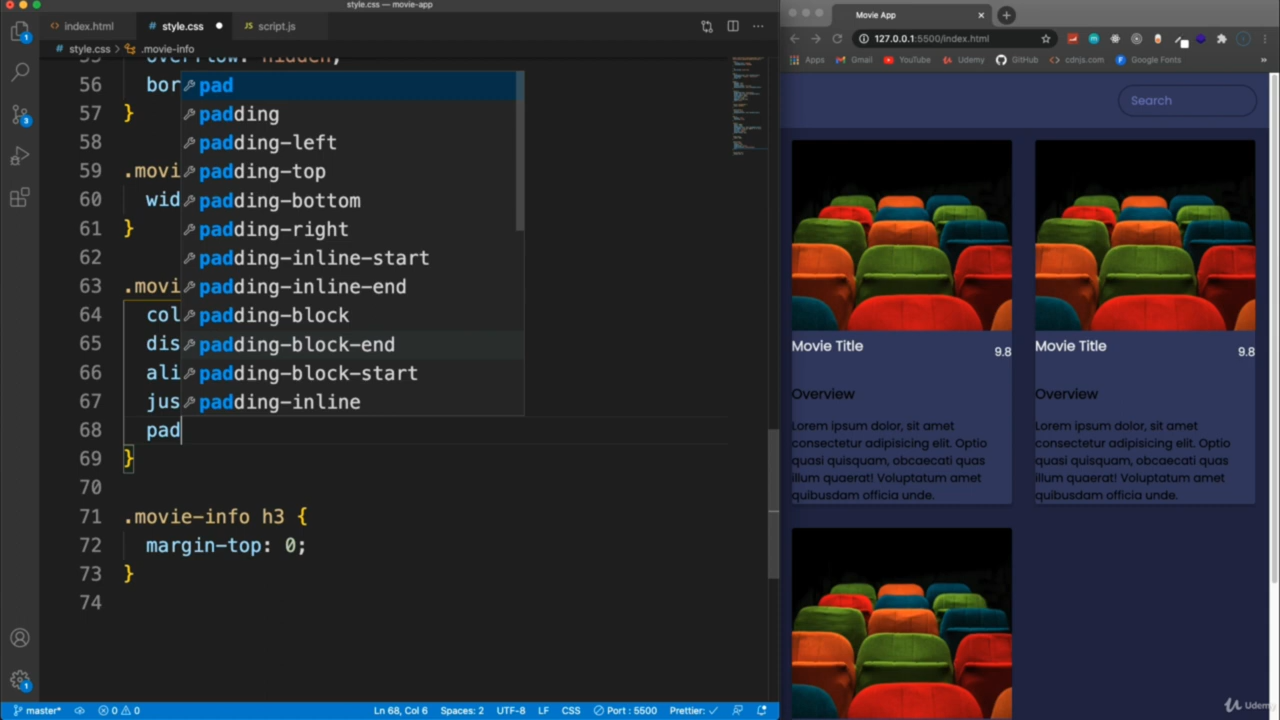 style.css — movie-app
index.html
style.css
JS script.js
style.css > .movie-info
55 overflow: hidden;
56 bor
57 }
58
59 .movi
60 wid
61 }
62
63 .movi
64 col
65 dis
66 ali
67 jus
68 pad
69 }
70
71 .movie-info h3 {
72 margin-top: 0;
73 }
74
pad
padding
padding-left
padding-top
padding-bottom
padding-right
padding-inline-start
padding-inline-end
padding-block
padding-block-end
padding-block-start
padding-inline
master*
0 0
Ln 68, Col 6
Spaces: 2
UTF-8
LF
CSS
Port : 5500
Prettier: ✓
Movie App
127.0.0.1:5500/index.html
Apps
Gmail
YouTube
Udemy
GitHub
cdnjs.com
Google Fonts
»
Search
Movie Title
9.8
Overview
Lorem ipsum dolor, sit amet
consectetur adipisicing elit. Optio
quasi quisquam, obcaecati quas
illum quaerat! Voluptatum amet
quibusdam officia unde.
Movie Title
9.8
Overview
Lorem ipsum dolor, sit amet
consectetur adipisicing elit. Optio
quasi quisquam, obcaecati quas
illum quaerat! Voluptatum amet
quibusdam officia unde.
Udemy